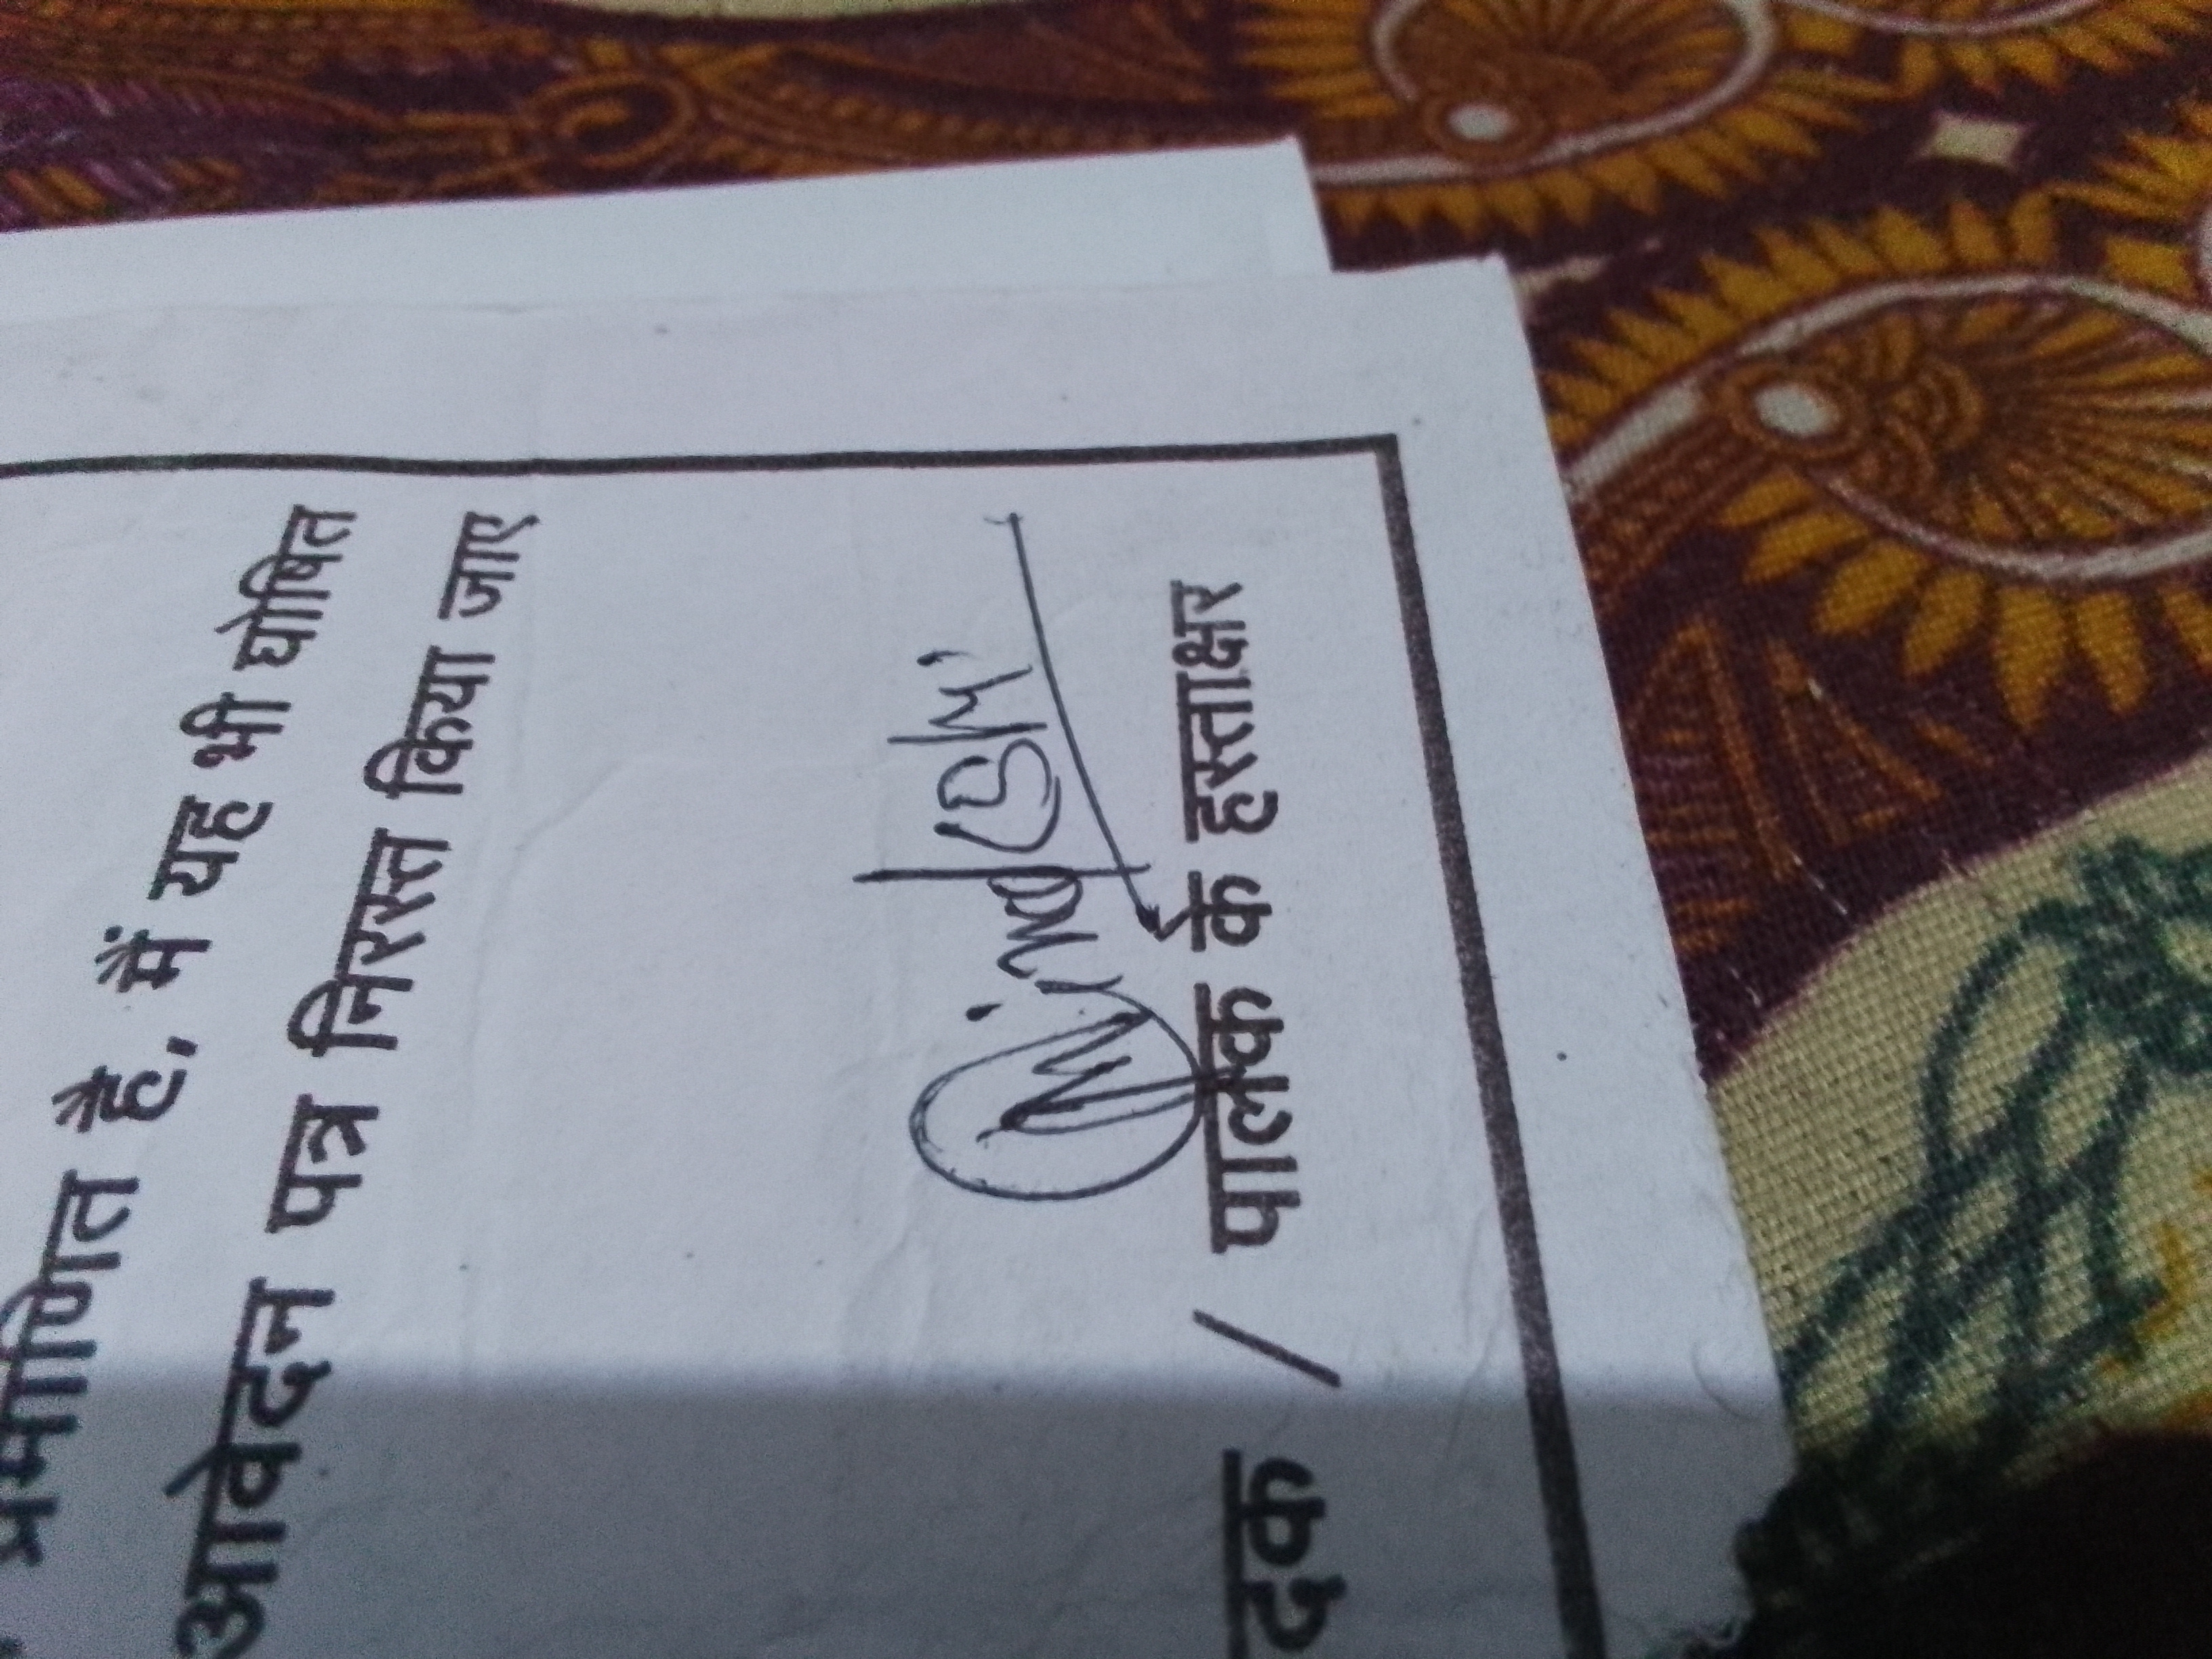 प्रमाणित है. में यह भी घोषित
आवेदन पत्र निरस्त किया जाए
दक / पालक के हस्ताक्षर